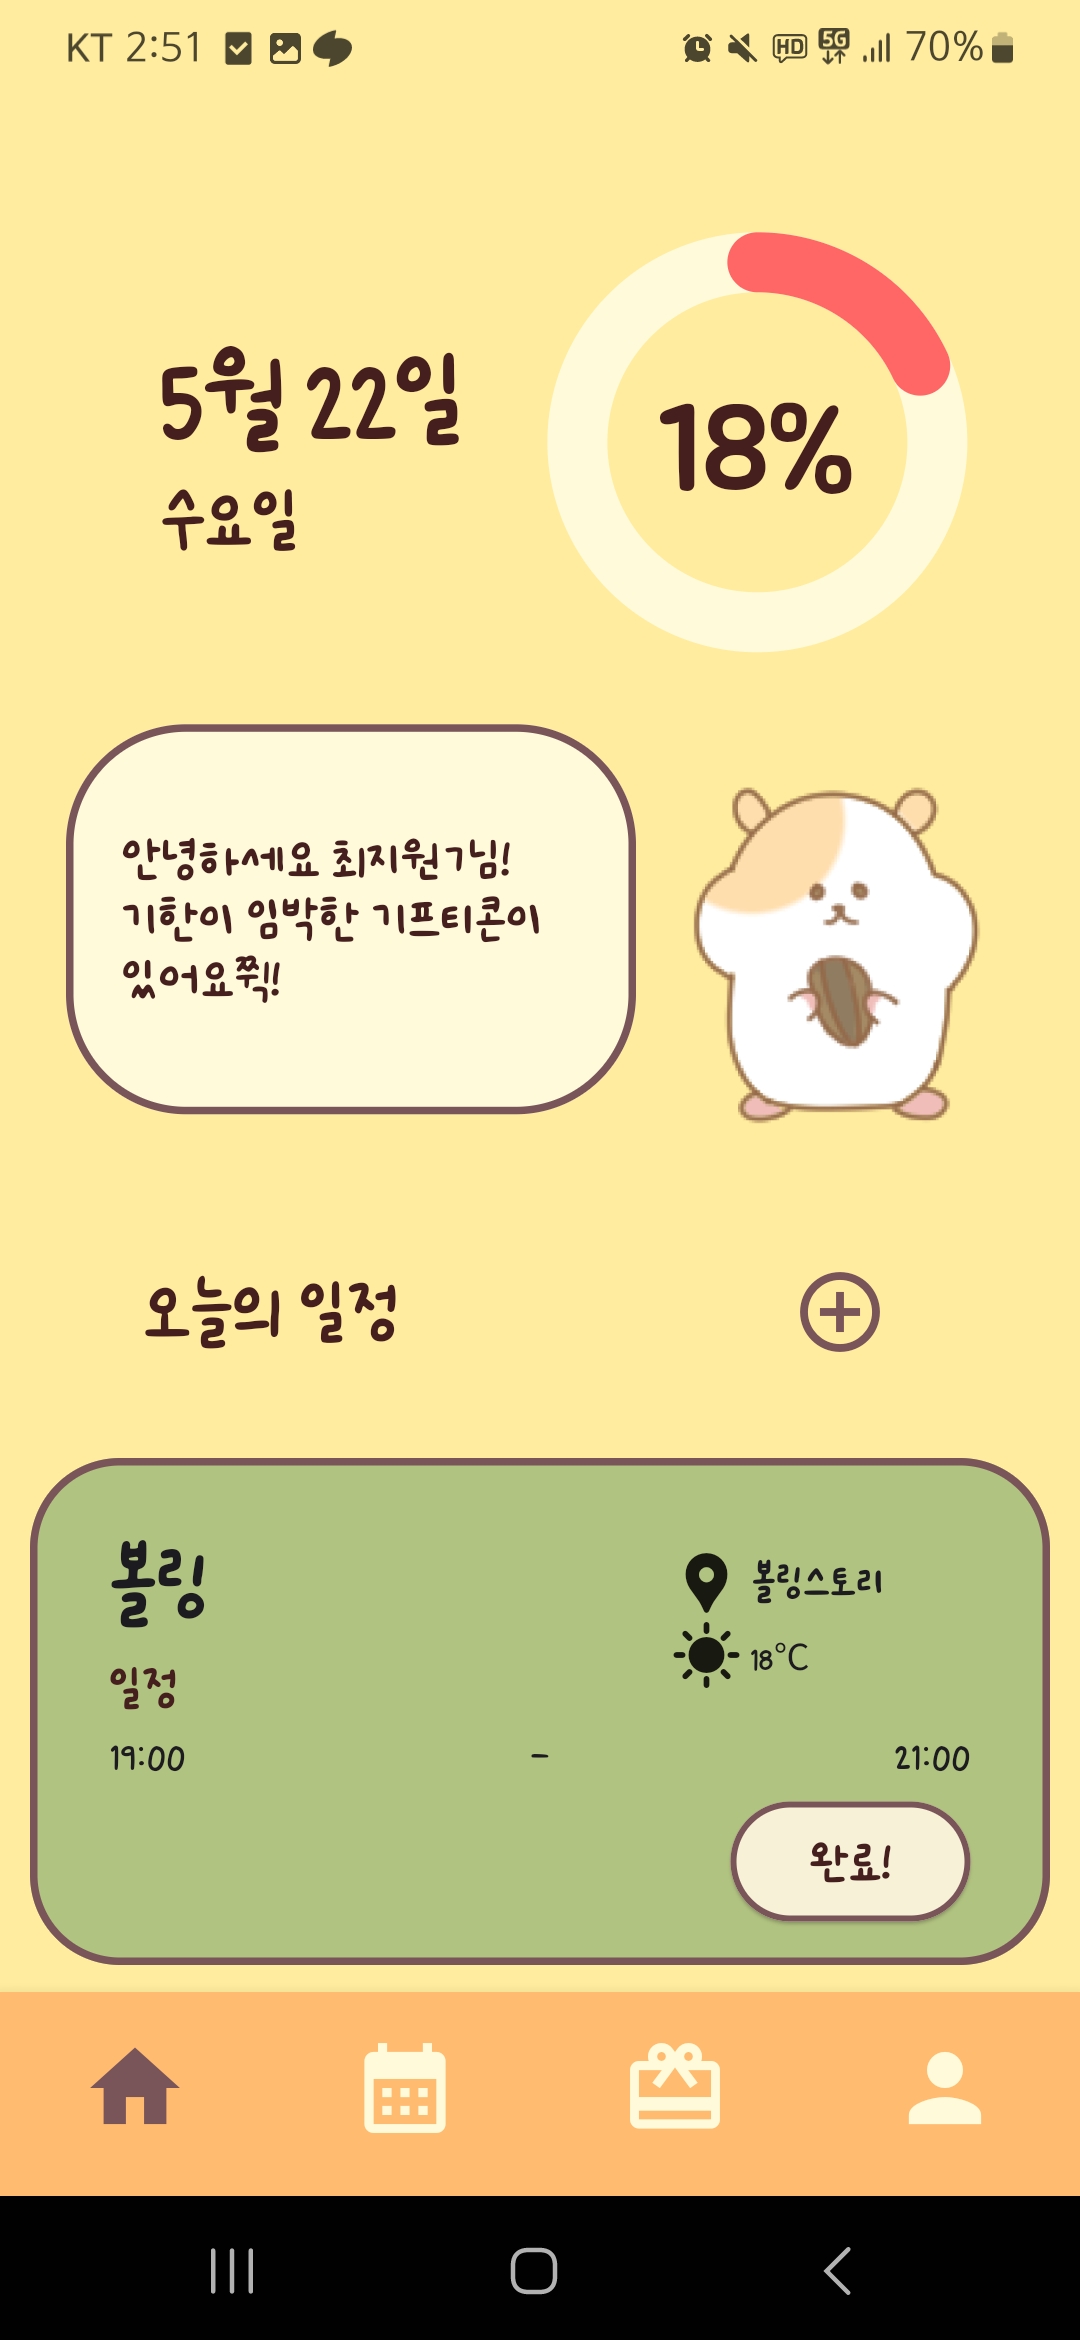 KT 2:51
HD 5G 70%
5월 22일
수요일
18%
안녕하세요 최지원ㄱ님!
기한이 임박한 기프티콘이
있어요쮝!!
오늘의 일정
볼링
볼링스토리
18°C
일정
19:00 - 21:00
완료!